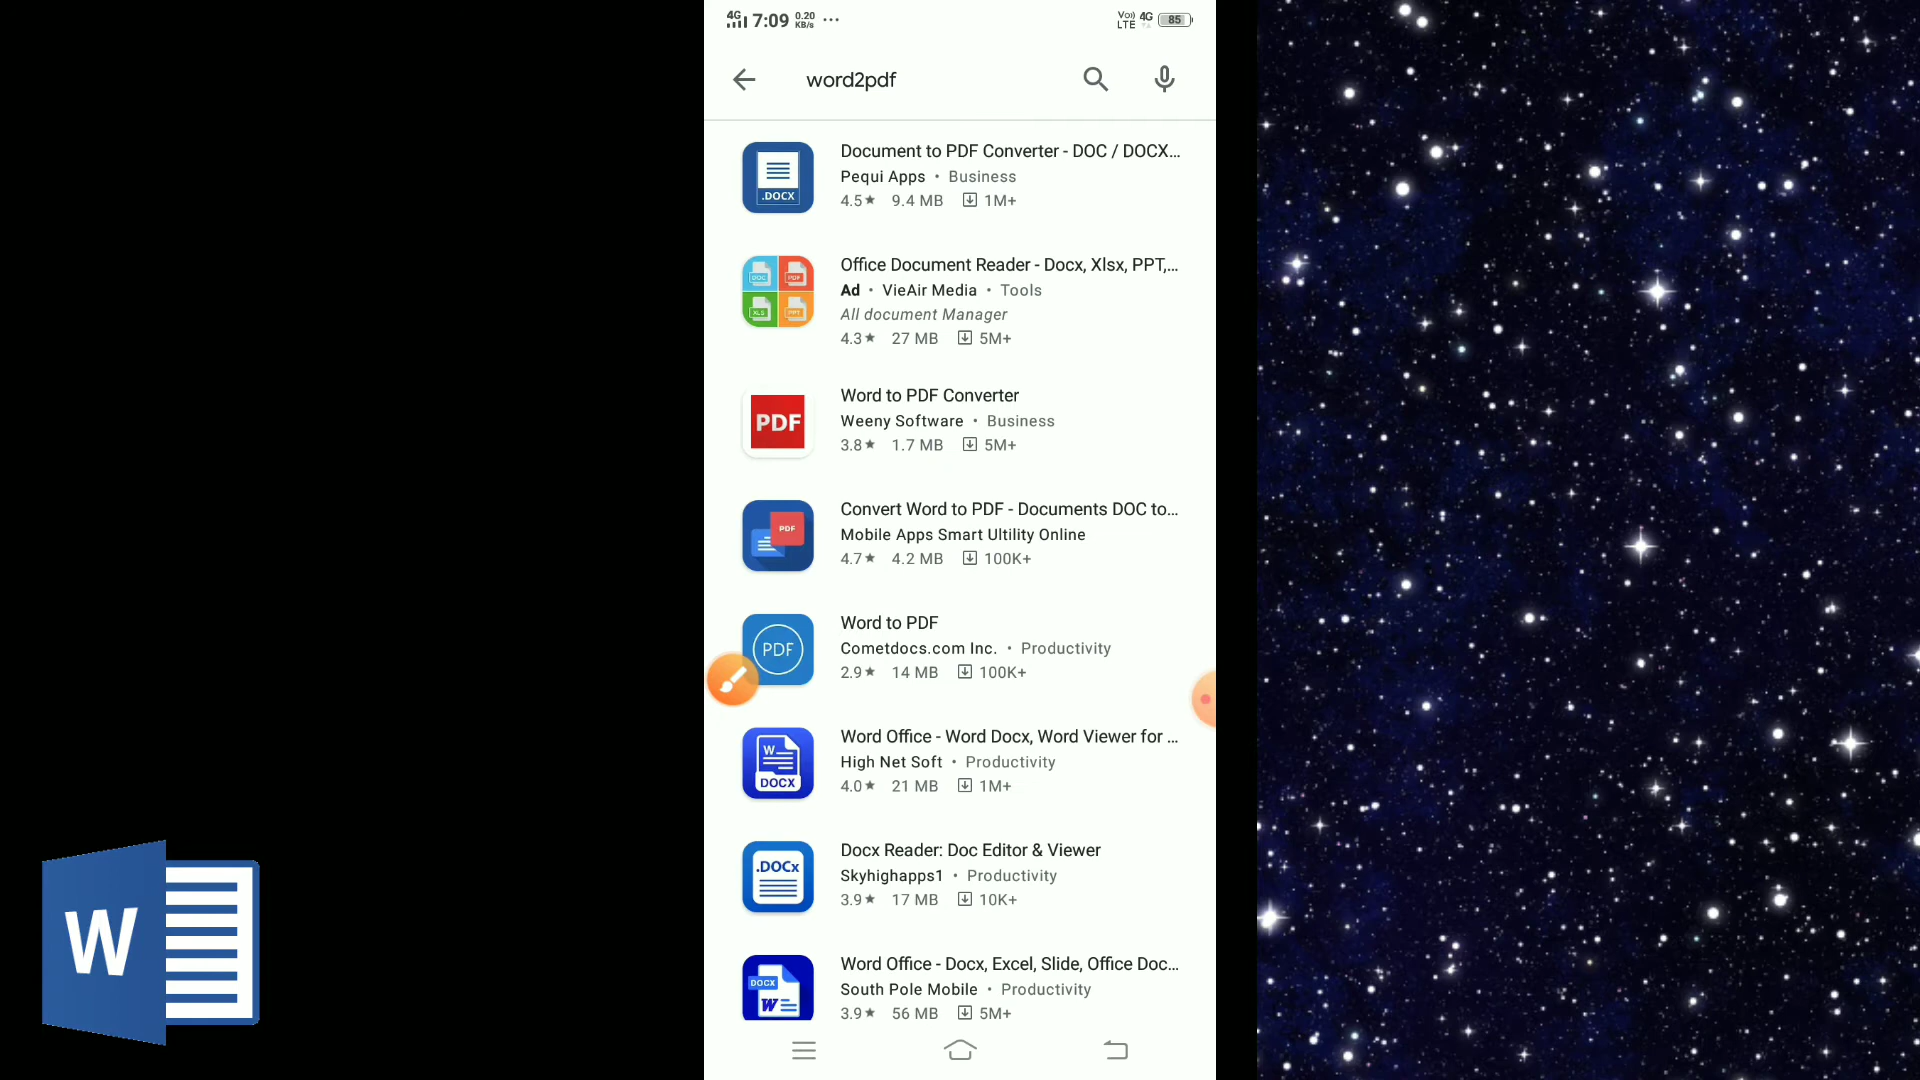 4G 7:09 0.20 KB/s ... Vo) LTE 4G 85
word2pdf
.DOCX
Document to PDF Converter - DOC / DOCX...
Pequi Apps • Business
4.5★ 9.4 MB 1M+
DOC PDF XLS PPT
Office Document Reader - Docx, Xlsx, PPT,...
Ad • VieAir Media • Tools
All document Manager
4.3★ 27 MB 5M+
PDF
Word to PDF Converter
Weeny Software • Business
3.8★ 1.7 MB 5M+
PDF
Convert Word to PDF - Documents DOC to...
Mobile Apps Smart Ultility Online
4.7★ 4.2 MB 100K+
PDF
Word to PDF
Cometdocs.com Inc. • Productivity
2.9★ 14 MB 100K+
W DOCX
Word Office - Word Docx, Word Viewer for ...
High Net Soft • Productivity
4.0★ 21 MB 1M+
.DOCx
Docx Reader: Doc Editor & Viewer
Skyhighapps1 • Productivity
3.9★ 17 MB 10K+
DOCX W
Word Office - Docx, Excel, Slide, Office Doc...
South Pole Mobile • Productivity
3.9★ 56 MB 5M+
W